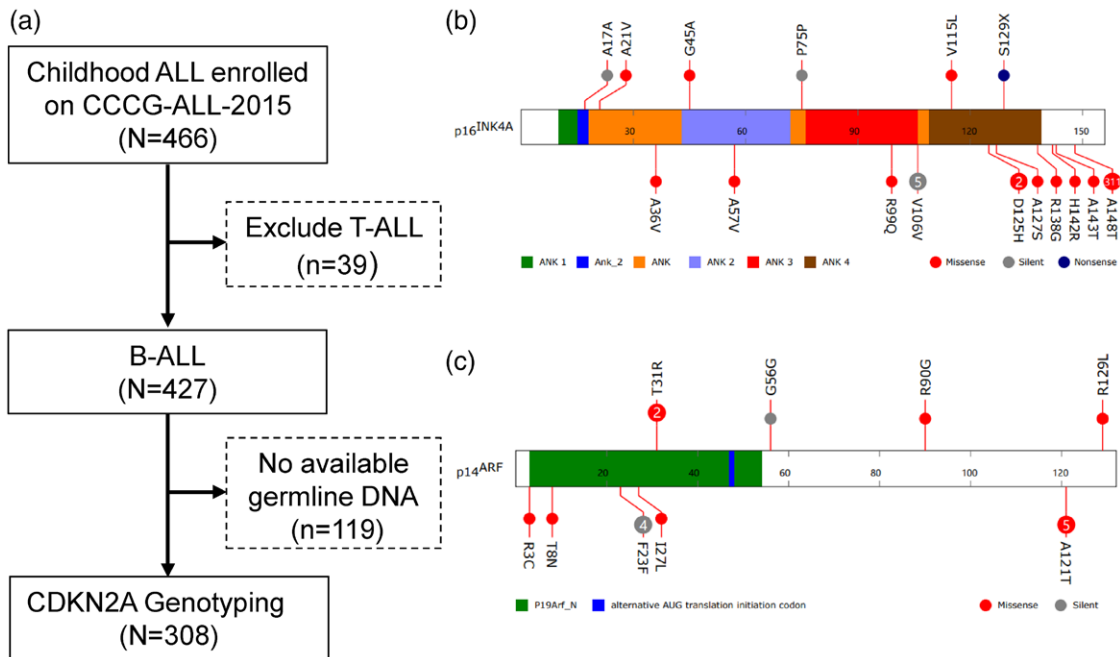 (a)
Childhood ALL enrolled
on CCCG-ALL-2015
(N=466)
Exclude T-ALL
(n=39)
B-ALL
(N=427)
No available
germline DNA
(n=119)
CDKN2A Genotyping
(N=308)
(b)
A17A A21V G45A P75P V115L S129X
p16INK4A
30 60 90 120 150
5 2 311
A36V A57V R99Q V106V D125H A127S R138G H142R A143T A148T
ANK 1 Ank_2 ANK ANK 2 ANK 3 ANK 4 Missense Silent Nonsense
(c)
T31R G56G R90G R129L
2
p14ARF
20 40 60 80 100 120
4 5
R3C T8N F23F I27L A121T
P19Arf_N alternative AUG translation initiation codon Missense Silent